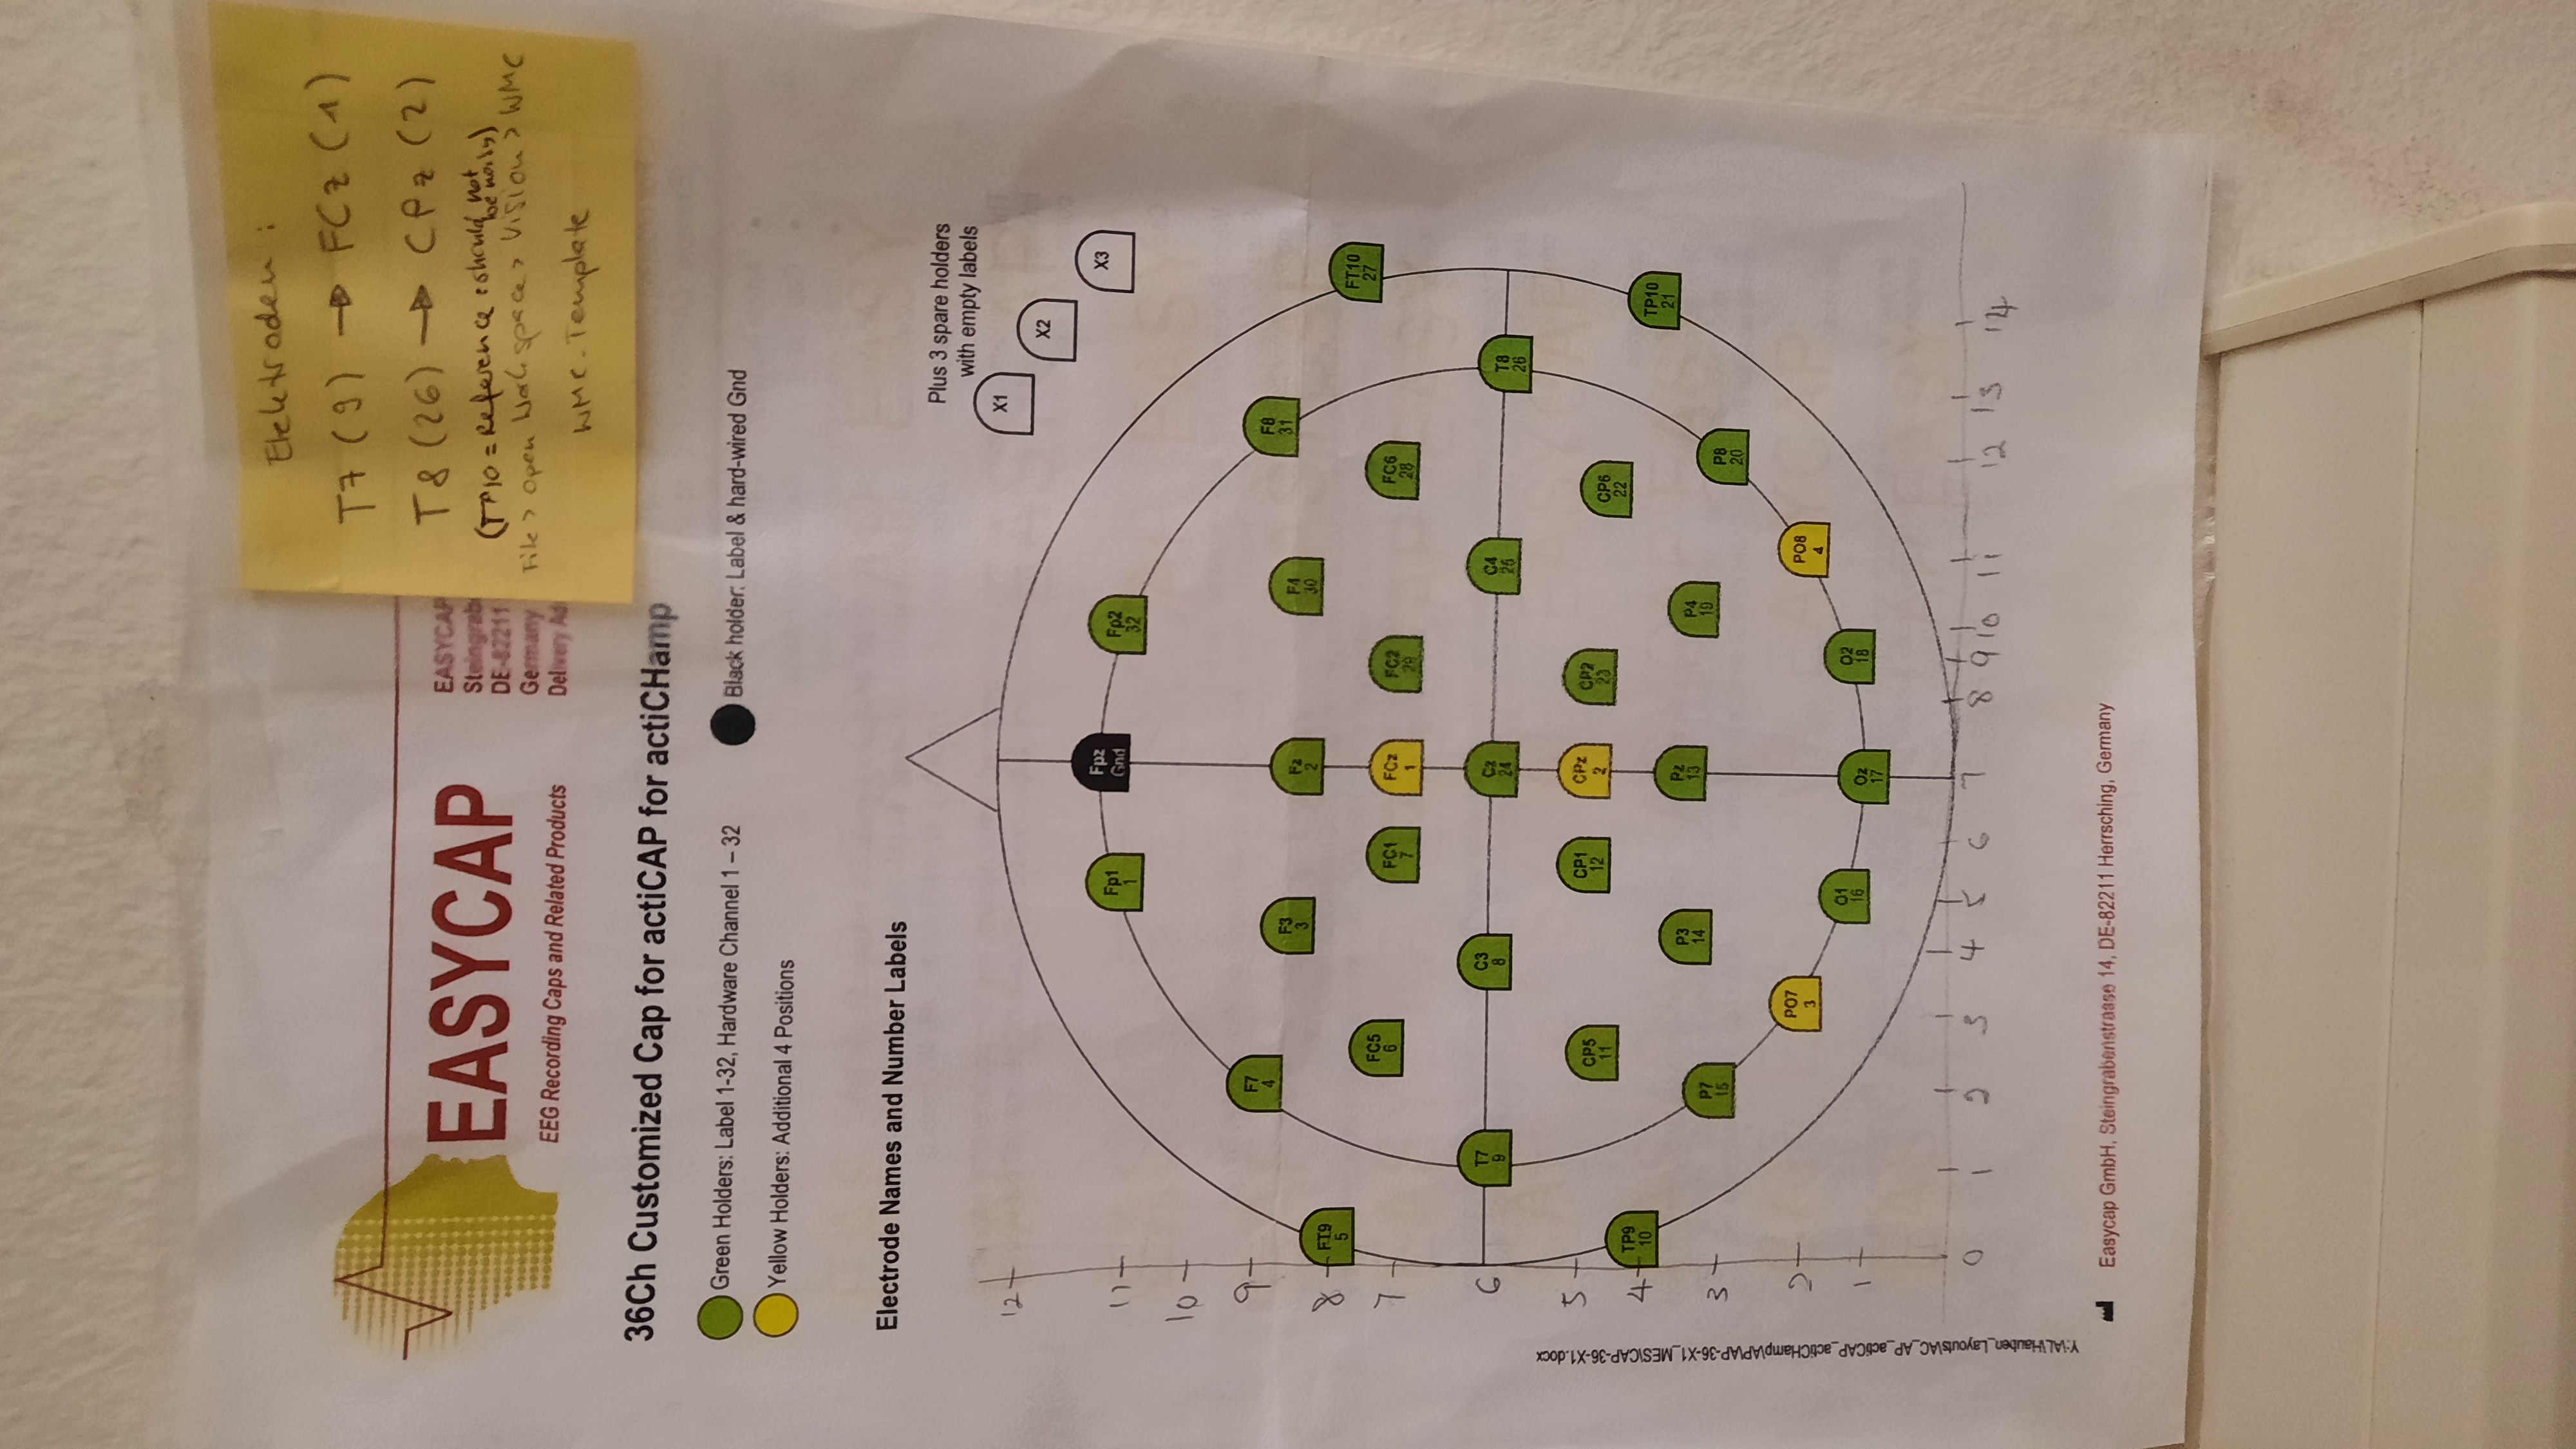 Elektroden :
T7 (9) → FCz (1)
T8 (26) → CPz (2)
(TP10 = Reference : should not be noisy)
File > open Workspace > Vision > WMC
WMC-Template
EASYCAP
EEG Recording Caps and Related Products
EASYCAP
DE-82211
Germany
36Ch Customized Cap for actiCAP for actiCHamp
Green Holders: Label 1-32, Hardware Channel 1 – 32
Black holder: Label & hard-wired Gnd
Yellow Holders: Additional 4 Positions
Electrode Names and Number Labels
Plus 3 spare holders
with empty labels
X1
X2
X3
12
11
10
9
8
7
6
5
4
3
2
1
Fp1
1
Fpz
Gnd
Fp2
32
F7
4
F3
3
Fz
2
F4
30
F8
31
FT9
5
FC5
6
FC1
7
FCz
1
FC2
29
FC6
28
FT10
27
T7
9
C3
8
Cz
24
C4
25
T8
26
TP9
10
CP5
11
CP1
12
CPz
2
CP2
23
CP6
22
TP10
21
P7
15
P3
14
Pz
13
P4
19
P8
20
PO7
3
O1
16
Oz
17
O2
18
PO8
4
0 1 2 3 4 5 6 7 8 9 10 11 12 13 14
Y:\AL\Hauben_Layouts\AC_AP_actiCAP_actiCHamp\AP\AP-36-X1_MES\CAP-36-X1.docx
Easycap GmbH, Steingrabenstrasse 14, DE-82211 Herrsching, Germany